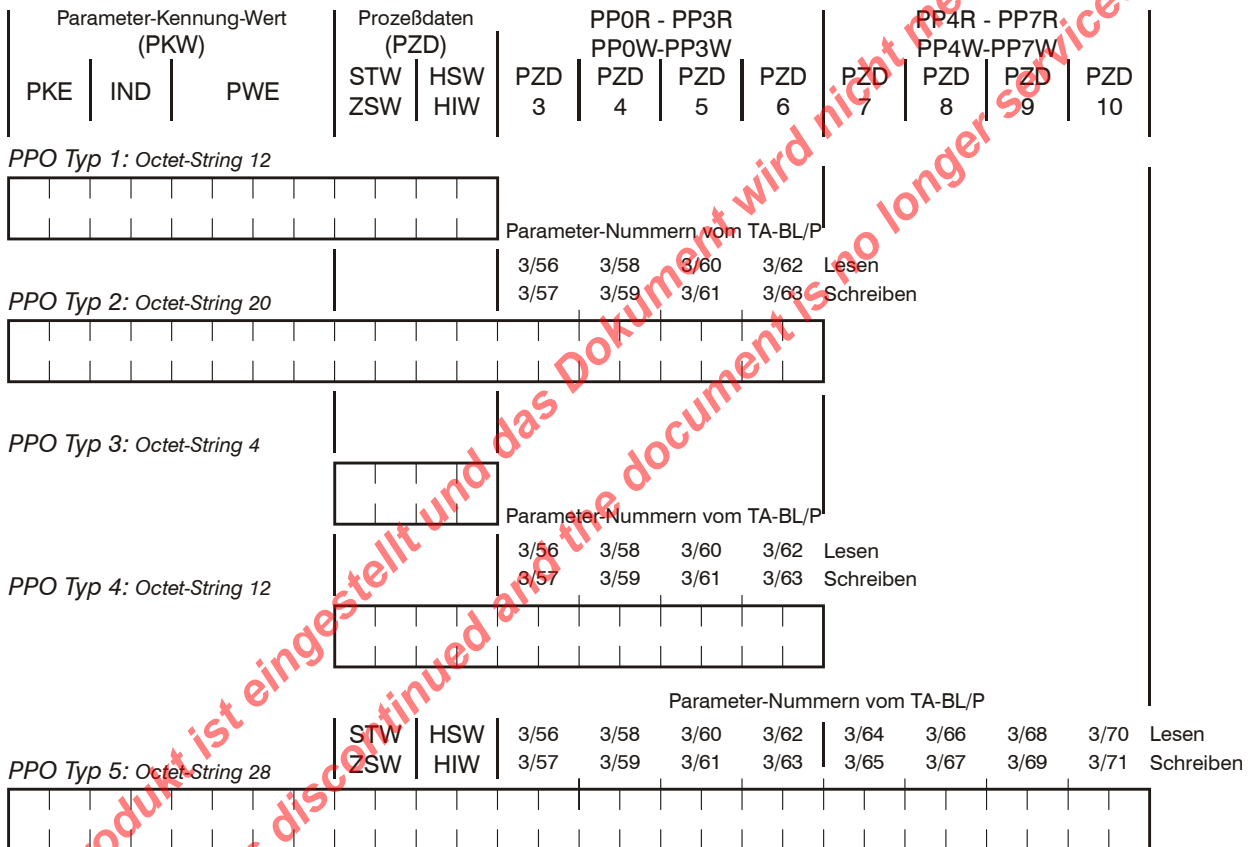 Parameter-Kennung-Wert (PKW)
Prozeßdaten (PZD)
PP0R - PP3R
PP0W-PP3W
PP4R - PP7R
PP4W-PP7W
PKE IND PWE
STW HSW
ZSW HIW
PZD PZD PZD PZD PZD PZD PZD PZD
3 4 5 6 7 8 9 10
PPO Typ 1: Octet-String 12
Parameter-Nummern vom TA-BL/P
3/56 3/58 3/60 3/62 Lesen
3/57 3/59 3/61 3/63 Schreiben
PPO Typ 2: Octet-String 20
PPO Typ 3: Octet-String 4
Parameter-Nummern vom TA-BL/P
3/56 3/58 3/60 3/62 Lesen
3/57 3/59 3/61 3/63 Schreiben
PPO Typ 4: Octet-String 12
Parameter-Nummern vom TA-BL/P
STW HSW 3/56 3/58 3/60 3/62 3/64 3/66 3/68 3/70 Lesen
ZSW HIW 3/57 3/59 3/61 3/63 3/65 3/67 3/69 3/71 Schreiben
PPO Typ 5: Octet-String 28
ist eingestellt und das Dokument wird nicht
discontinued and the document is no longer